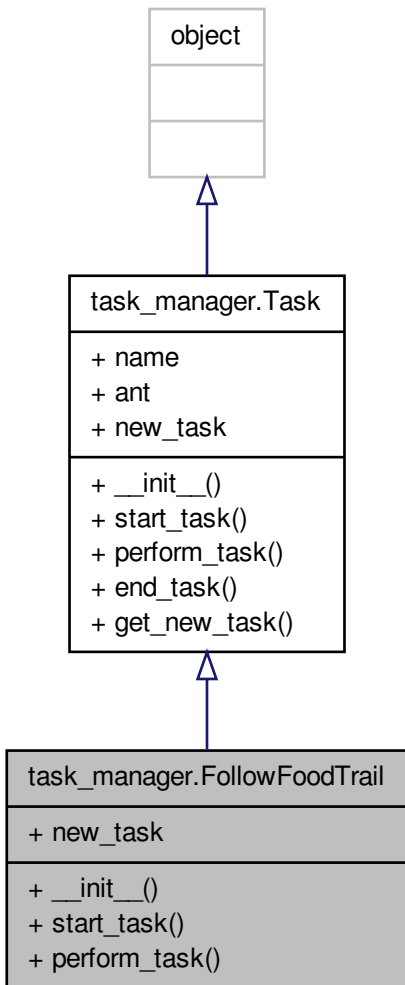 object
task_manager.Task
+ name
+ ant
+ new_task
+ __init__()
+ start_task()
+ perform_task()
+ end_task()
+ get_new_task()
task_manager.FollowFoodTrail
+ new_task
+ __init__()
+ start_task()
+ perform_task()